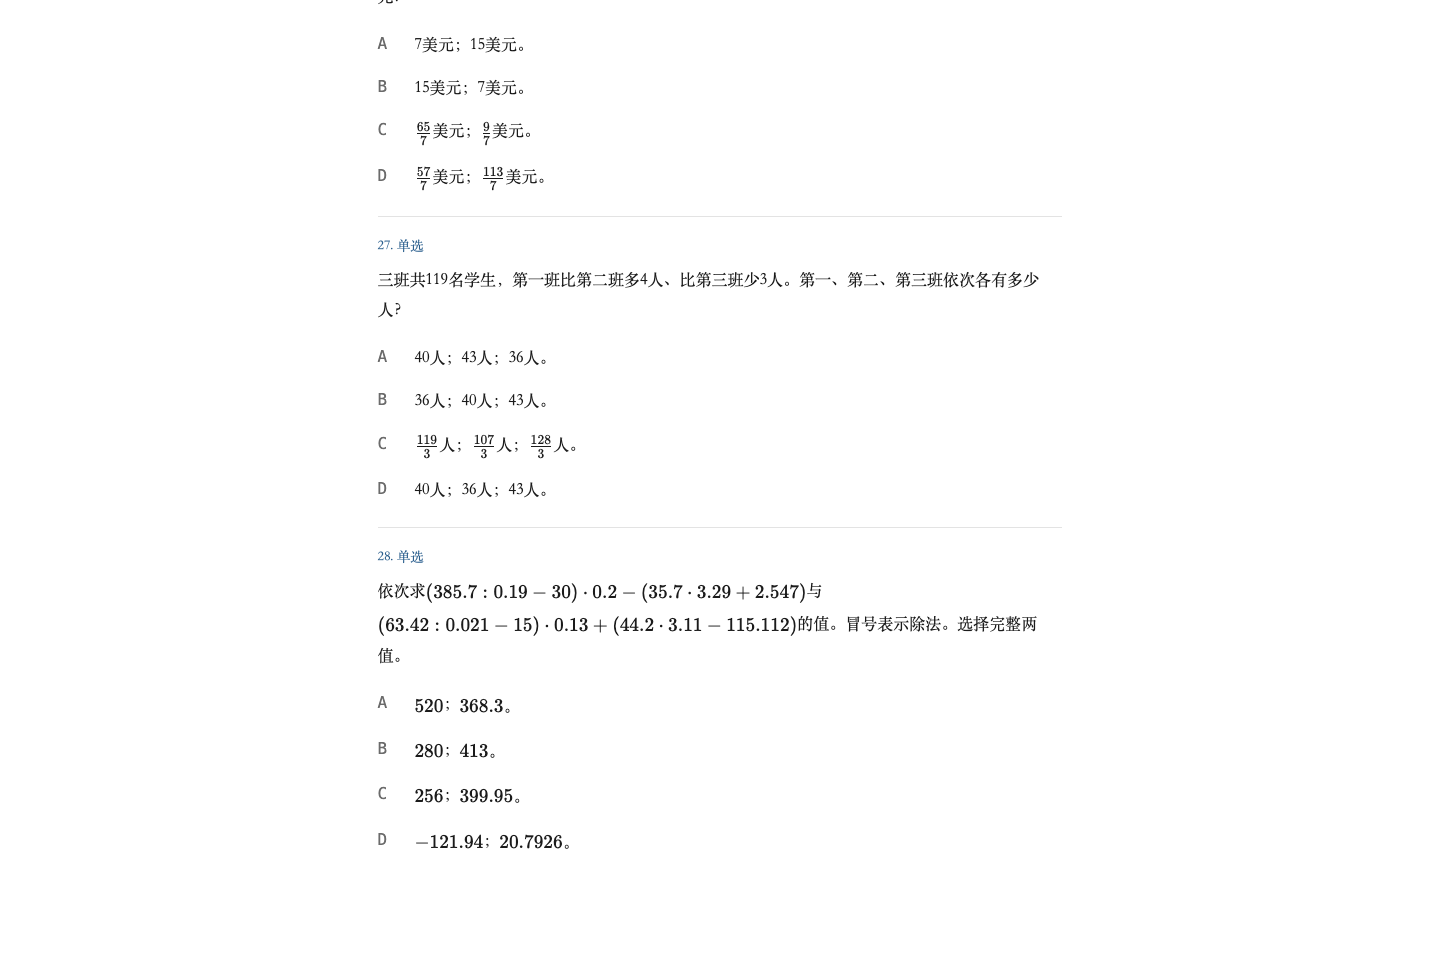 A 7美元；15美元。
B 15美元；7美元。
C 65/7美元；9/7美元。
D 57/7美元；113/7美元。
27. 单选
三班共119名学生，第一班比第二班多4人、比第三班少3人。第一、第二、第三班依次各有多少
人?
A 40人；43人；36人。
B 36人；40人；43人。
C 119/3人；107/3人；128/3人。
D 40人；36人；43人。
28. 单选
依次求(385.7 : 0.19 − 30) · 0.2 − (35.7 · 3.29 + 2.547)与
(63.42 : 0.021 − 15) · 0.13 + (44.2 · 3.11 − 115.112)的值。冒号表示除法。选择完整两
值。
A 520；368.3。
B 280；413。
C 256；399.95。
D −121.94；20.7926。